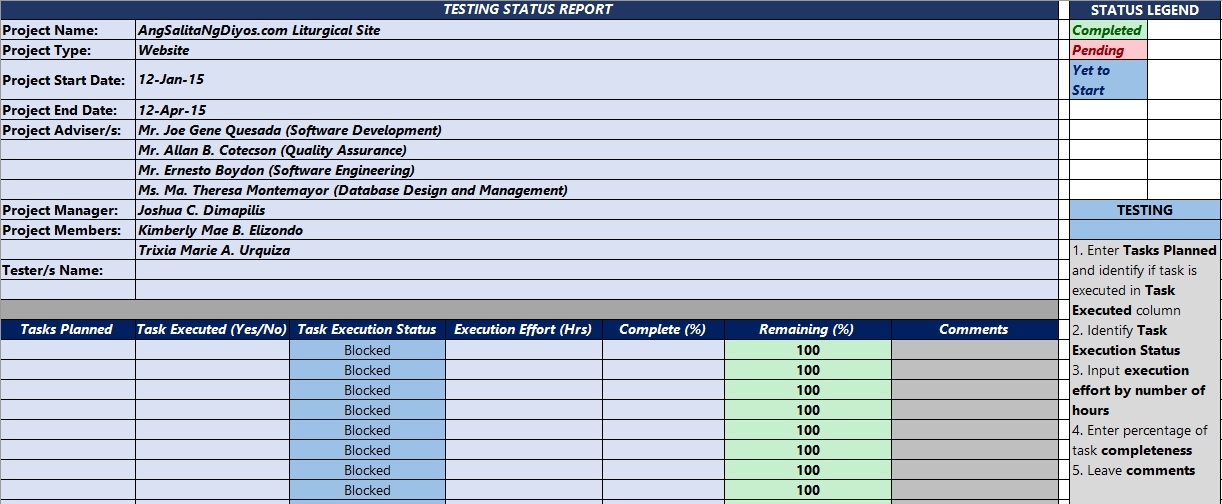 TESTING STATUS REPORT
Project Name: AngSalitaNgDiyos.com Liturgical Site
Project Type: Website
Project Start Date: 12-Jan-15
Project End Date: 12-Apr-15
Project Adviser/s: Mr. Joe Gene Quesada (Software Development)
Mr. Allan B. Cotecson (Quality Assurance)
Mr. Ernesto Boydon (Software Engineering)
Ms. Ma. Theresa Montemayor (Database Design and Management)
Project Manager: Joshua C. Dimapilis
Project Members: Kimberly Mae B. Elizondo
Trixia Marie A. Urquiza
Tester/s Name:
Tasks Planned Task Executed (Yes/No) Task Execution Status Execution Effort (Hrs) Complete (%) Remaining (%) Comments
Blocked 100
Blocked 100
Blocked 100
Blocked 100
Blocked 100
Blocked 100
Blocked 100
Blocked 100
STATUS LEGEND
Completed
Pending
Yet to
Start
TESTING
1. Enter Tasks Planned
and identify if task is
executed in Task
Executed column
2. Identify Task
Execution Status
3. Input execution
effort by number of
hours
4. Enter percentage of
task completeness
5. Leave comments